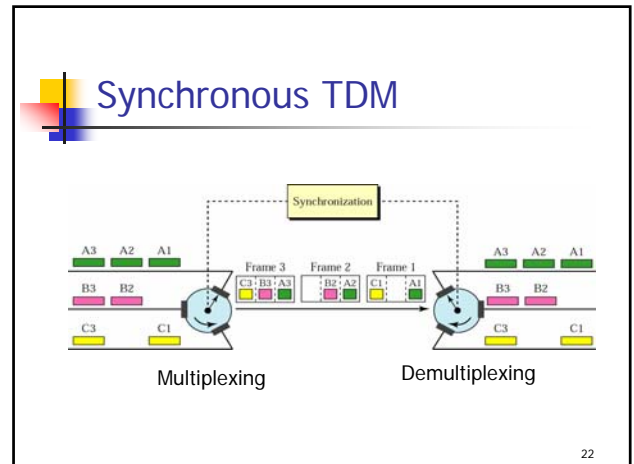 Synchronous TDM
Synchronization
A3 A2 A1
Frame 3 Frame 2 Frame 1
A3 A2 A1
B3 B2
C3 B3 A3 B2 A2 C1 A1
B3 B2
C3 C1
C3 C1
Multiplexing
Demultiplexing
22